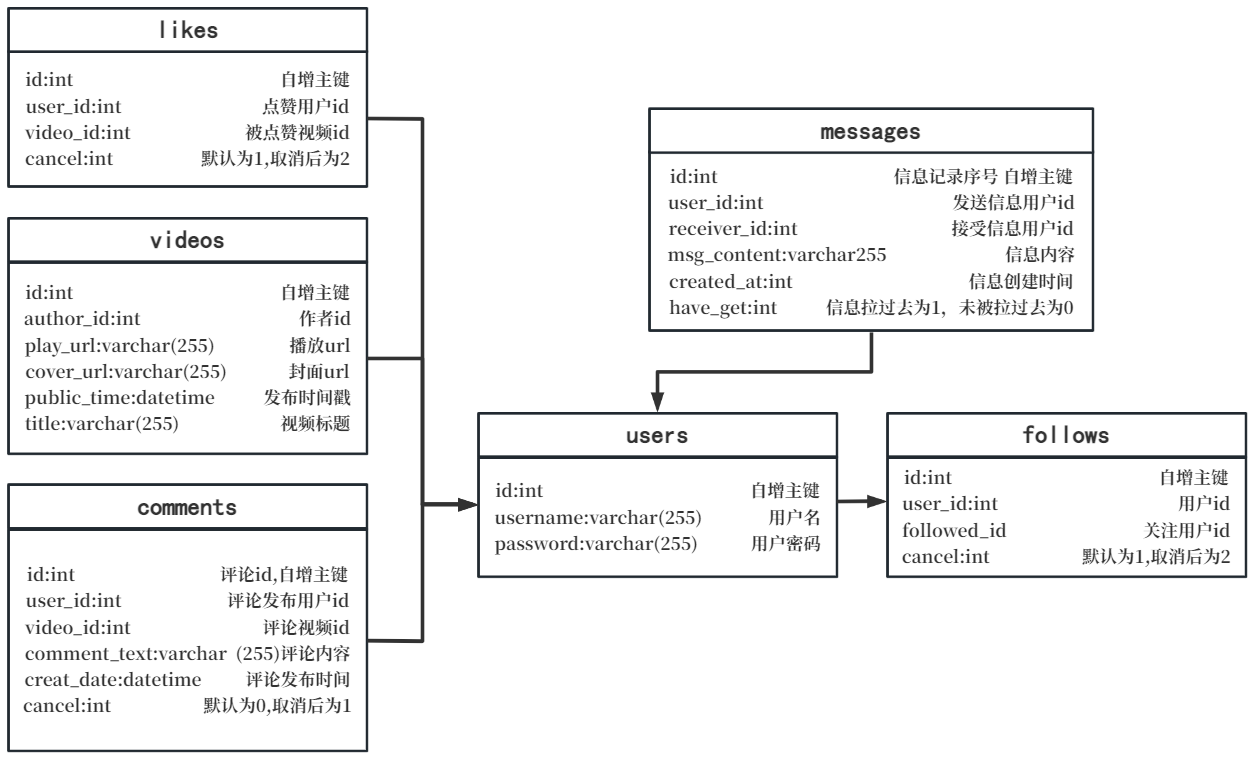 likes
id:int 自增主键
user_id:int 点赞用户id
video_id:int 被点赞视频id
cancel:int 默认为1,取消后为2
videos
id:int 自增主键
author_id:int 作者id
play_url:varchar(255) 播放url
cover_url:varchar(255) 封面url
public_time:datetime 发布时间戳
title:varchar(255) 视频标题
comments
id:int 评论id,自增主键
user_id:int 评论发布用户id
video_id:int 评论视频id
comment_text:varchar (255)评论内容
creat_date:datetime 评论发布时间
cancel:int 默认为0,取消后为1
messages
id:int 信息记录序号 自增主键
user_id:int 发送信息用户id
receiver_id:int 接受信息用户id
msg_content:varchar255 信息内容
created_at:int 信息创建时间
have_get:int 信息拉过去为1，未被拉过去为0
users
id:int 自增主键
username:varchar(255) 用户名
password:varchar(255) 用户密码
follows
id:int 自增主键
user_id:int 用户id
followed_id 关注用户id
cancel:int 默认为1,取消后为2